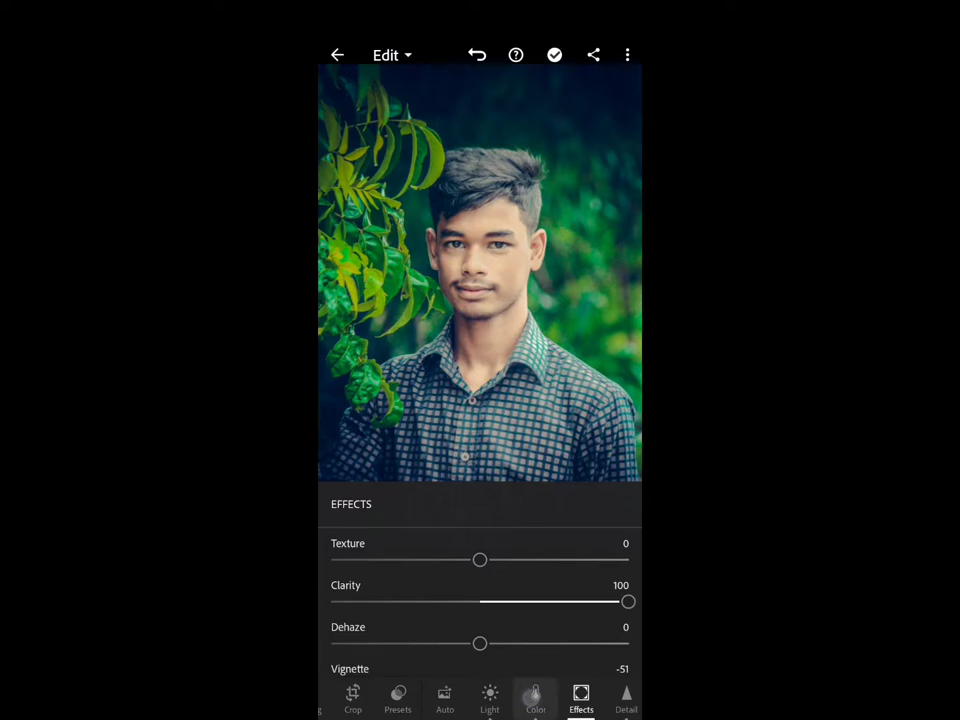 Edit
EFFECTS
Texture 0
Clarity 100
Dehaze 0
Vignette -51
Crop Presets Auto Light Color Effects Detail